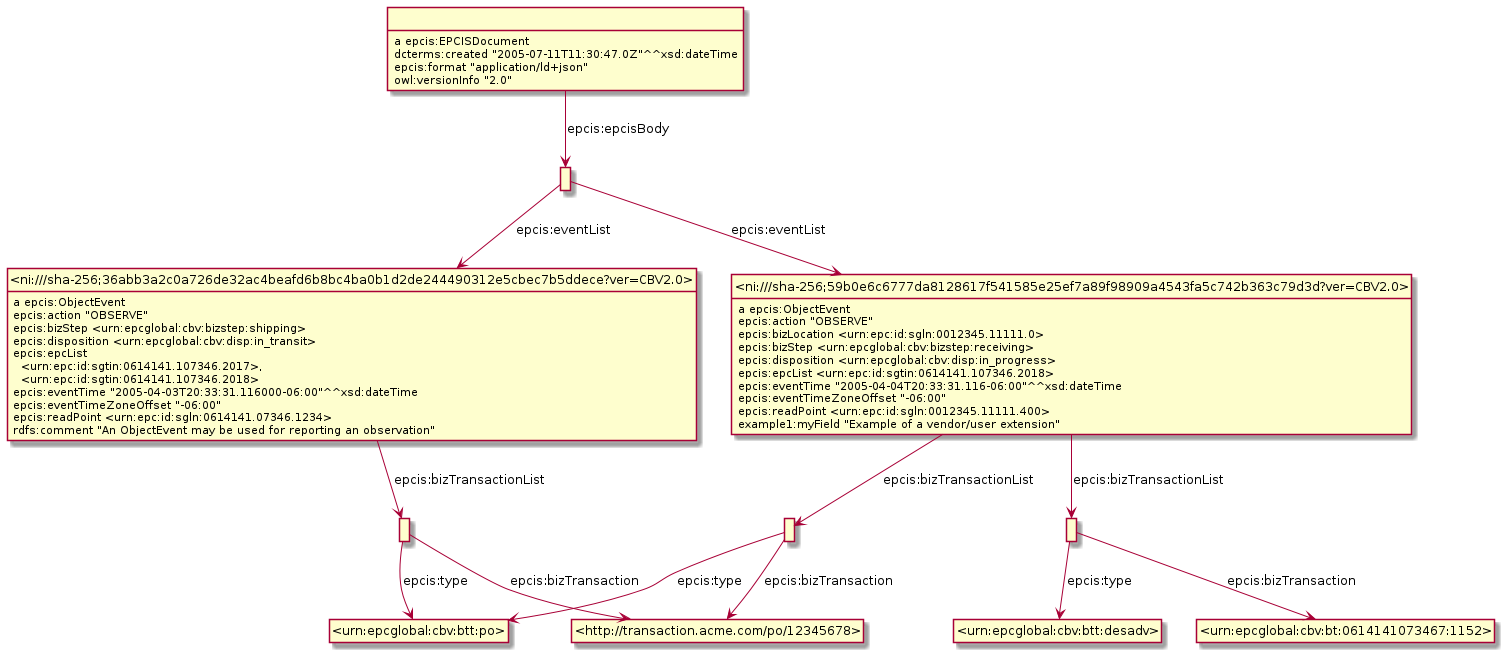 a epcis:EPCISDocument
dcterms:created "2005-07-11T11:30:47.0Z"^^xsd:dateTime
epcis:format "application/ld+json"
owl:versionInfo "2.0"
epcis:epcisBody
epcis:eventList
epcis:eventList
<ni:///sha-256;36abb3a2c0a726de32ac4beafd6b8bc4ba0b1d2de244490312e5cbec7b5ddece?ver=CBV2.0>
a epcis:ObjectEvent
epcis:action "OBSERVE"
epcis:bizStep <urn:epcglobal:cbv:bizstep:shipping>
epcis:disposition <urn:epcglobal:cbv:disp:in_transit>
epcis:epcList
<urn:epc:id:sgtin:0614141.107346.2017>,
<urn:epc:id:sgtin:0614141.107346.2018>
epcis:eventTime "2005-04-03T20:33:31.116000-06:00"^^xsd:dateTime
epcis:eventTimeZoneOffset "-06:00"
epcis:readPoint <urn:epc:id:sgln:0614141.07346.1234>
rdfs:comment "An ObjectEvent may be used for reporting an observation"
<ni:///sha-256;59b0e6c6777da8128617f541585e25ef7a89f98909a4543fa5c742b363c79d3d?ver=CBV2.0>
a epcis:ObjectEvent
epcis:action "OBSERVE"
epcis:bizLocation <urn:epc:id:sgln:0012345.11111.0>
epcis:bizStep <urn:epcglobal:cbv:bizstep:receiving>
epcis:disposition <urn:epcglobal:cbv:disp:in_progress>
epcis:epcList <urn:epc:id:sgtin:0614141.107346.2018>
epcis:eventTime "2005-04-04T20:33:31.116-06:00"^^xsd:dateTime
epcis:eventTimeZoneOffset "-06:00"
epcis:readPoint <urn:epc:id:sgln:0012345.11111.400>
example1:myField "Example of a vendor/user extension"
epcis:bizTransactionList
epcis:bizTransactionList
epcis:bizTransactionList
epcis:type
epcis:bizTransaction
epcis:type
epcis:bizTransaction
epcis:type
epcis:bizTransaction
<urn:epcglobal:cbv:btt:po>
<http://transaction.acme.com/po/12345678>
<urn:epcglobal:cbv:btt:desadv>
<urn:epcglobal:cbv:bt:0614141073467:1152>